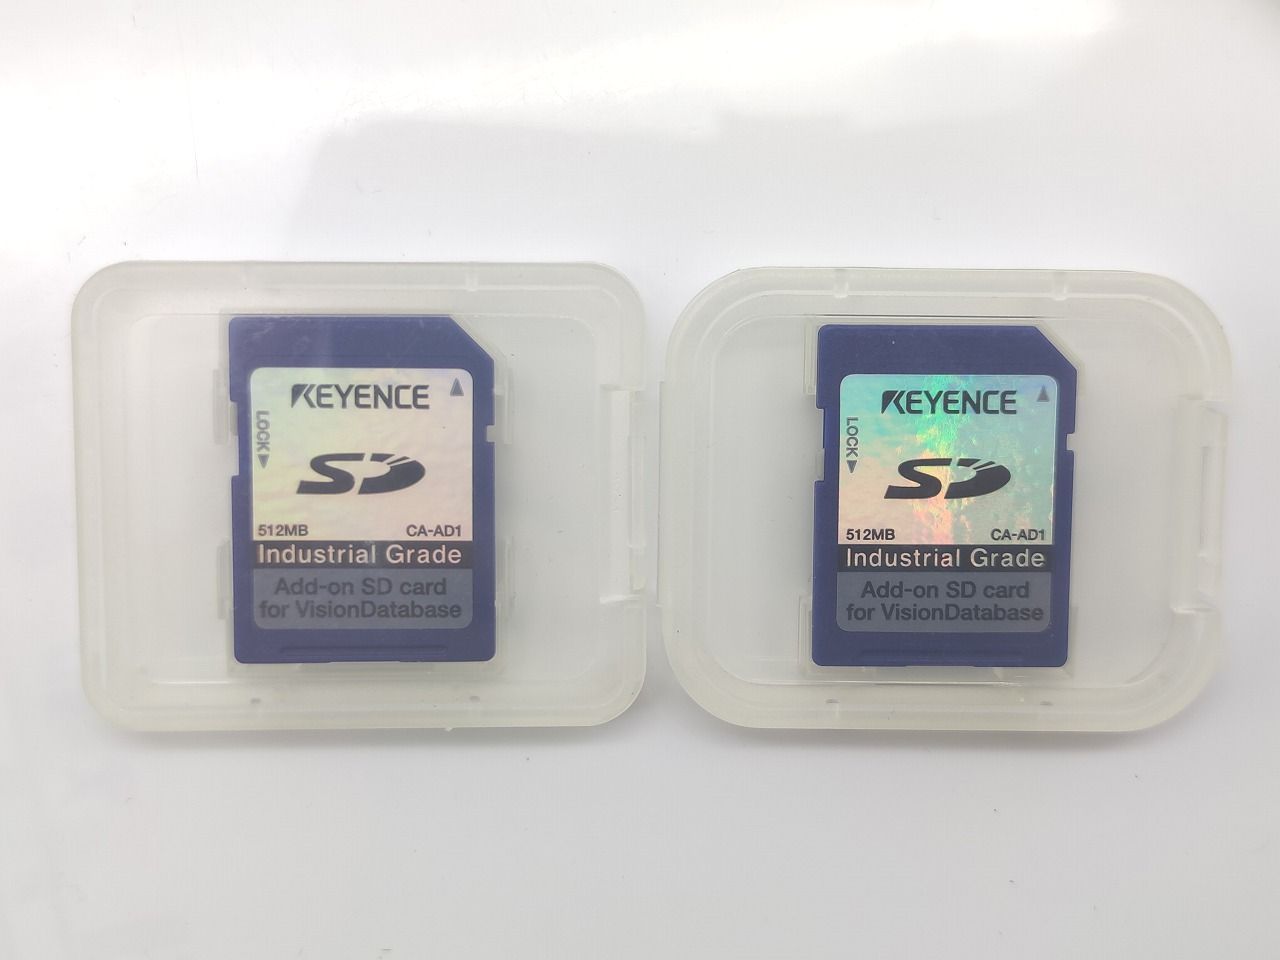 KEYENCE
LOCK
SD
512MB CA-AD1
Industrial Grade
Add-on SD card
for VisionDatabase
KEYENCE
LOCK
SD
512MB CA-AD1
Industrial Grade
Add-on SD card
for VisionDatabase